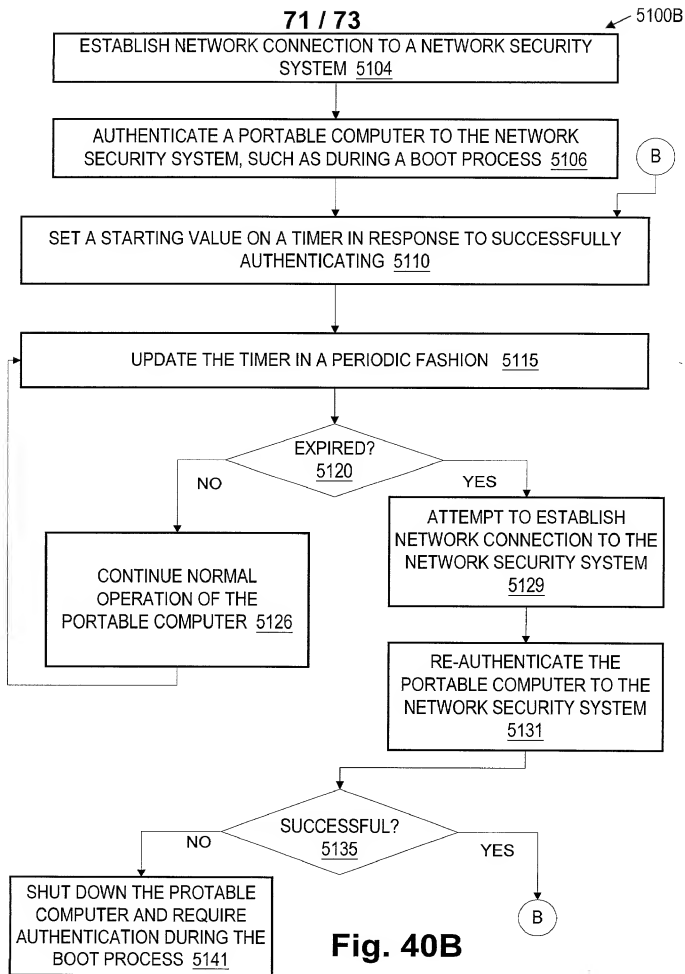 71 / 73
5100B
ESTABLISH NETWORK CONNECTION TO A NETWORK SECURITY
SYSTEM 5104
AUTHENTICATE A PORTABLE COMPUTER TO THE NETWORK
SECURITY SYSTEM, SUCH AS DURING A BOOT PROCESS 5106
B
SET A STARTING VALUE ON A TIMER IN RESPONSE TO SUCCESSFULLY
AUTHENTICATING 5110
UPDATE THE TIMER IN A PERIODIC FASHION 5115
EXPIRED?
5120
NO
YES
CONTINUE NORMAL
OPERATION OF THE
PORTABLE COMPUTER 5126
ATTEMPT TO ESTABLISH
NETWORK CONNECTION TO THE
NETWORK SECURITY SYSTEM
5129
RE-AUTHENTICATE THE
PORTABLE COMPUTER TO THE
NETWORK SECURITY SYSTEM
5131
SUCCESSFUL?
5135
NO
YES
SHUT DOWN THE PROTABLE
COMPUTER AND REQUIRE
AUTHENTICATION DURING THE
BOOT PROCESS 5141
B
Fig. 40B